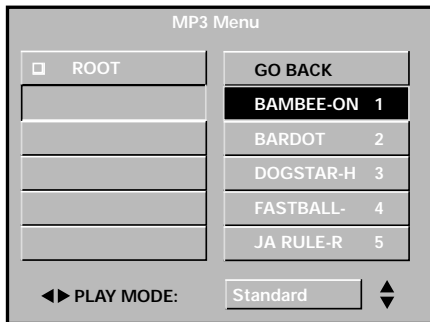 MP3 Menu
ROOT
GO BACK
BAMBEE-ON 1
BARDOT 2
DOGSTAR-H 3
FASTBALL- 4
JA RULE-R 5
PLAY MODE: Standard